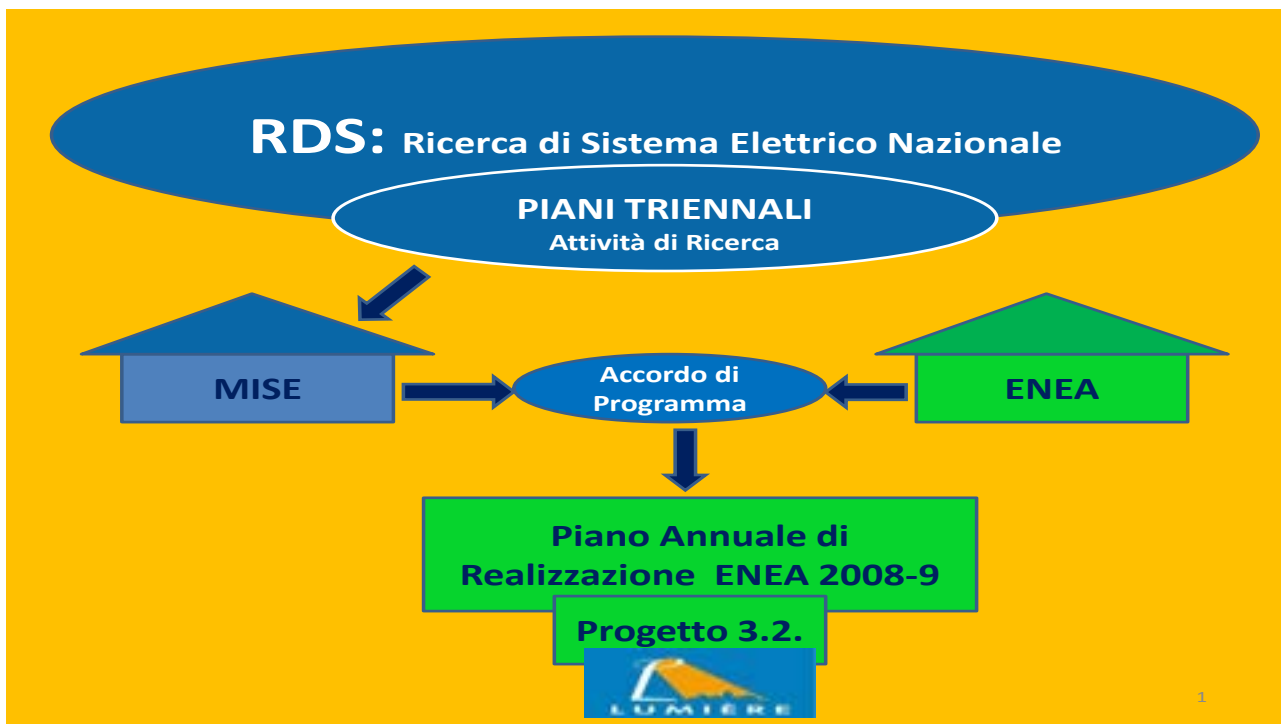 RDS: Ricerca di Sistema Elettrico Nazionale
PIANI TRIENNALI
Attività di Ricerca
MISE
Accordo di
Programma
ENEA
Piano Annuale di
Realizzazione ENEA 2008-9
Progetto 3.2.
LUMIÈRE
1